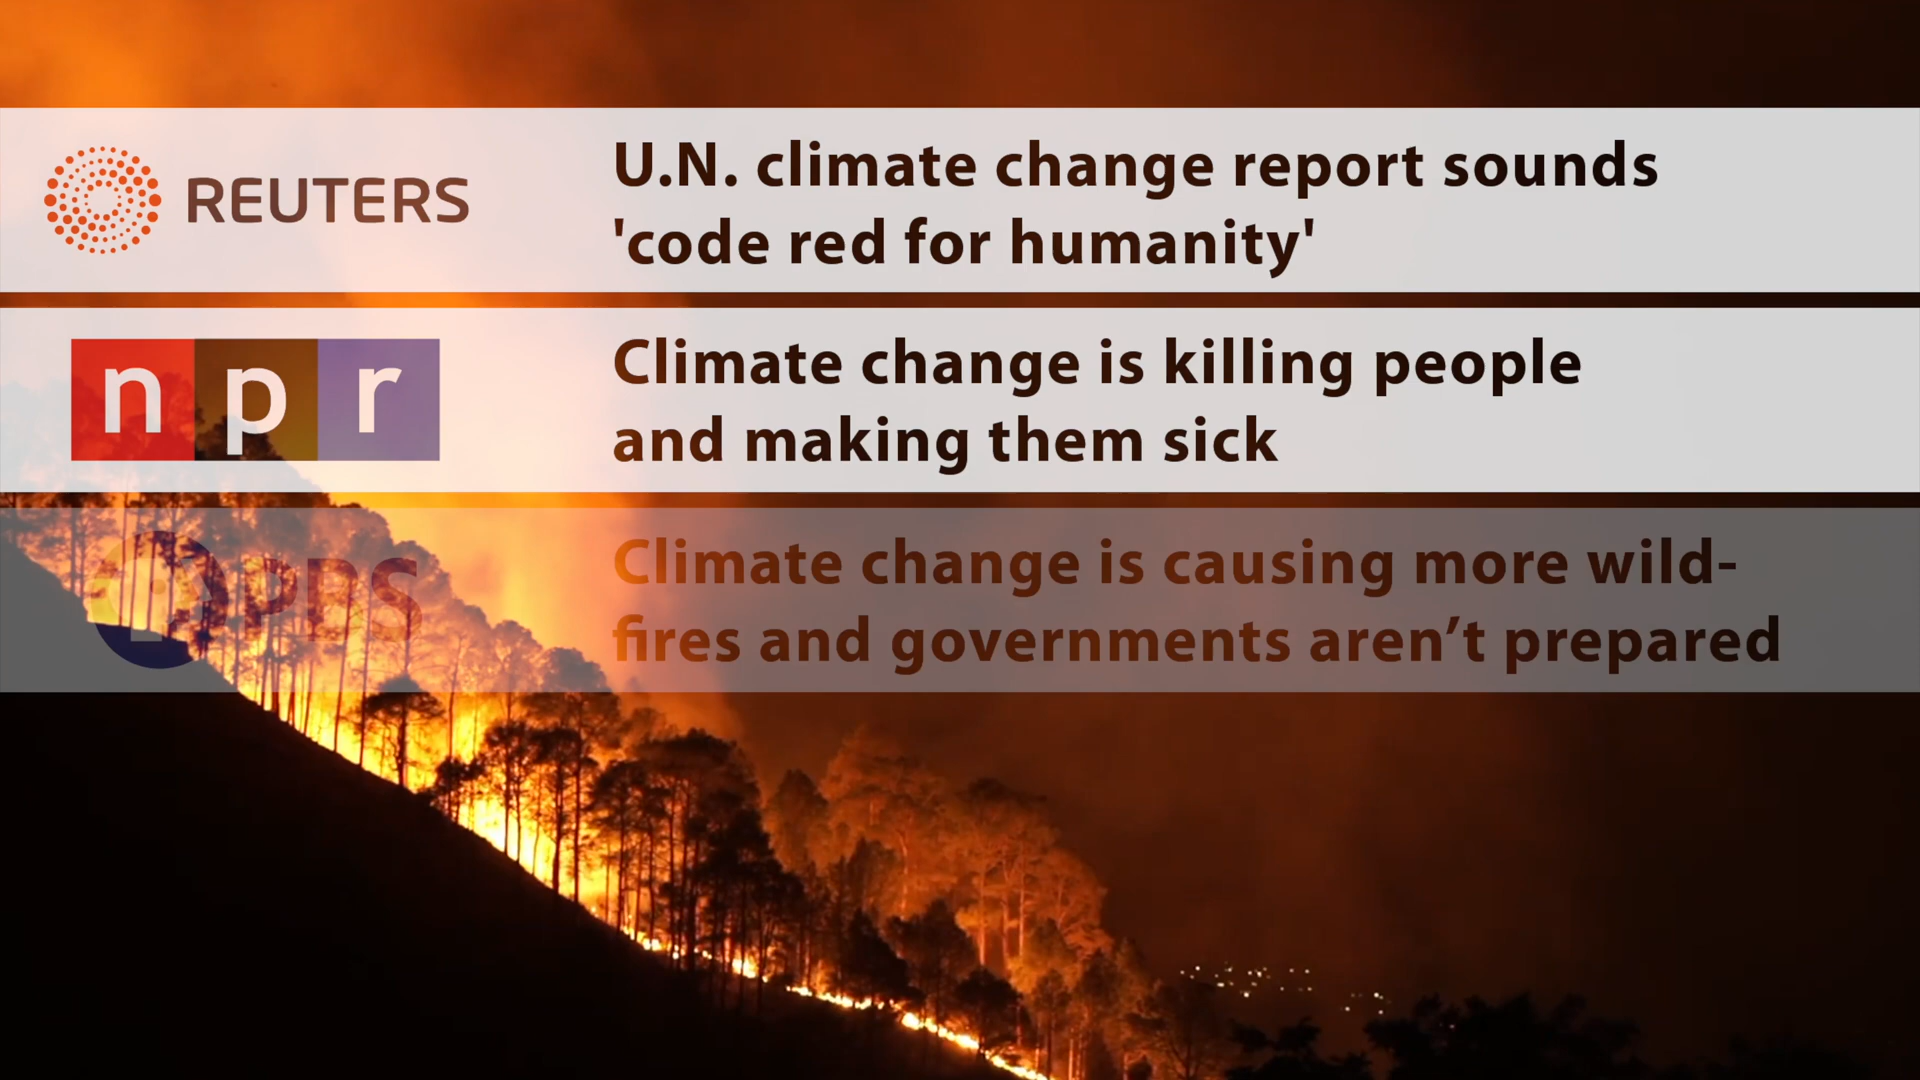 REUTERS
U.N. climate change report sounds
'code red for humanity'
npr
Climate change is killing people
and making them sick
PBS
Climate change is causing more wild-
fires and governments aren’t prepared